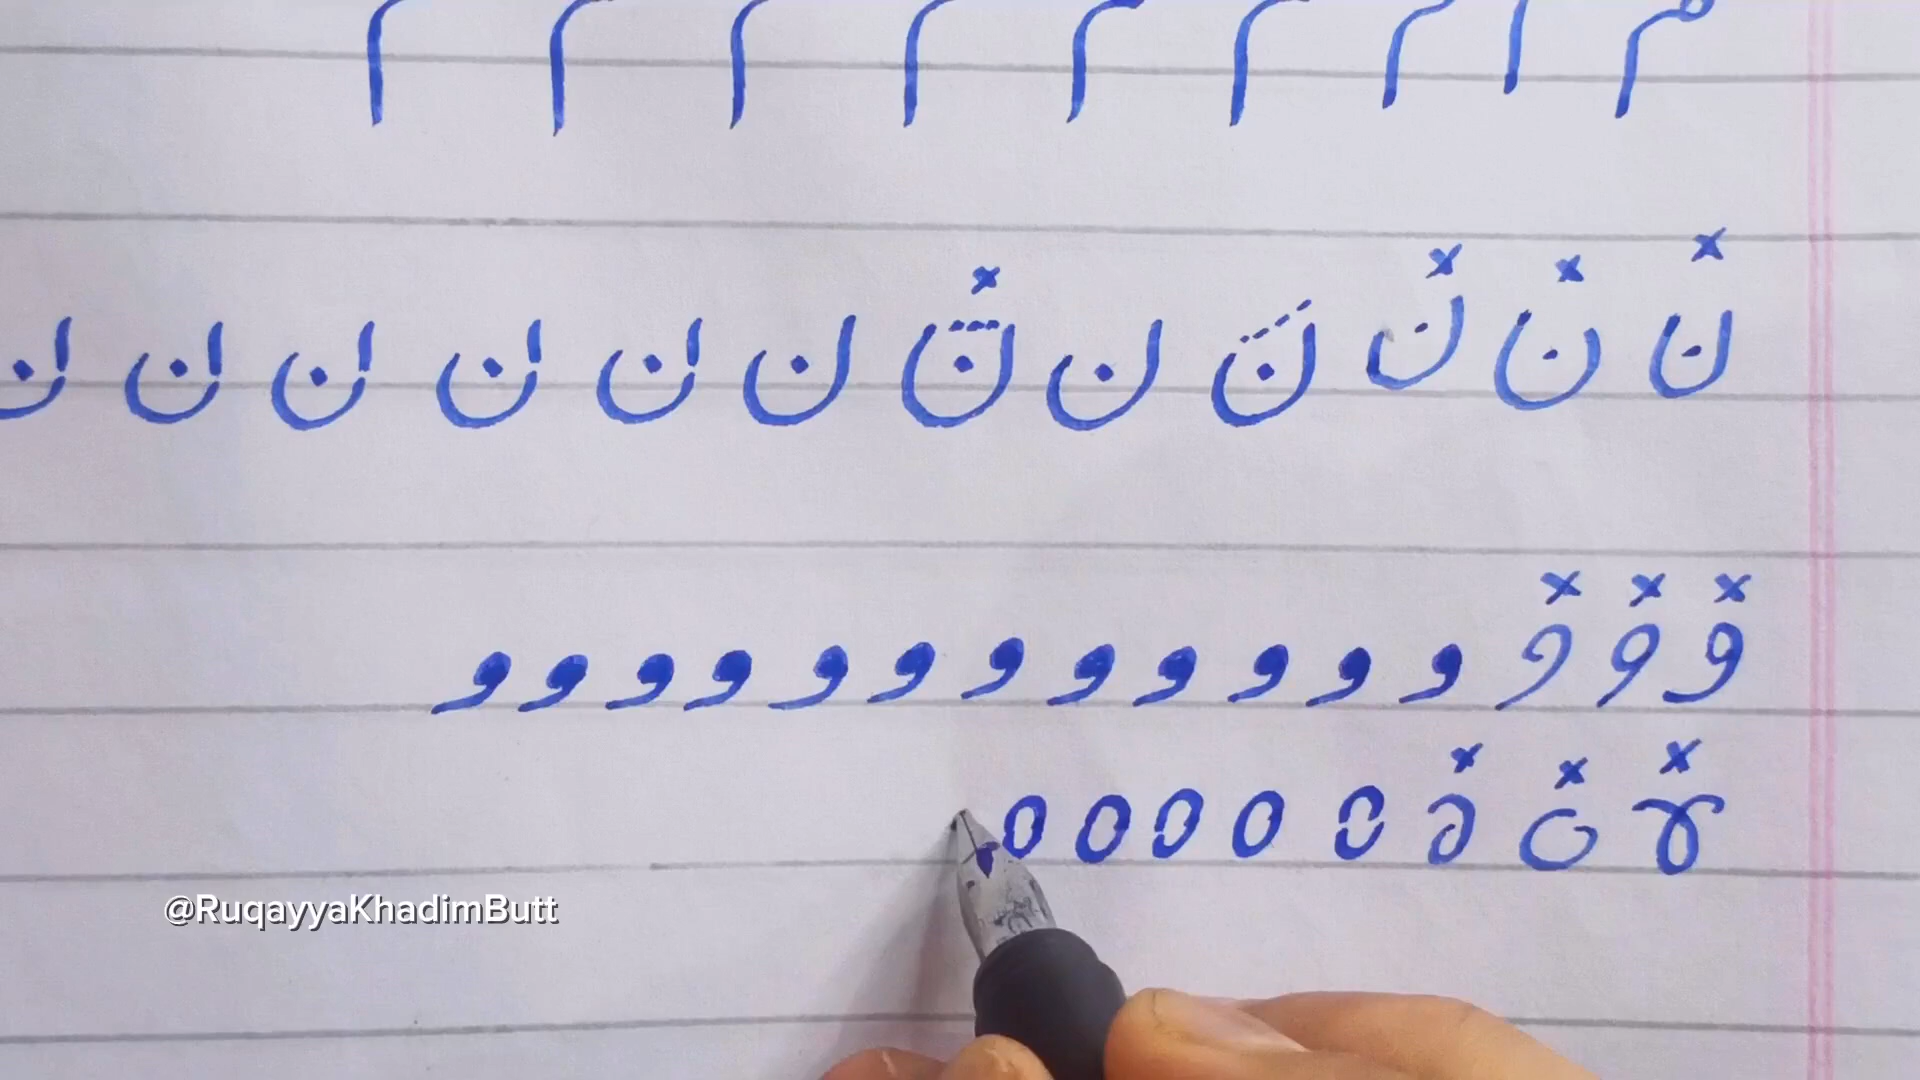 م م م م م م م م م
ن ن ن ن ن ن ن ن ن ن ن ن
و و و و و و و و و و و و و و و
ہ ہ ہ ہ ہ ہ ہ ہ
@RuqayyaKhadimButt